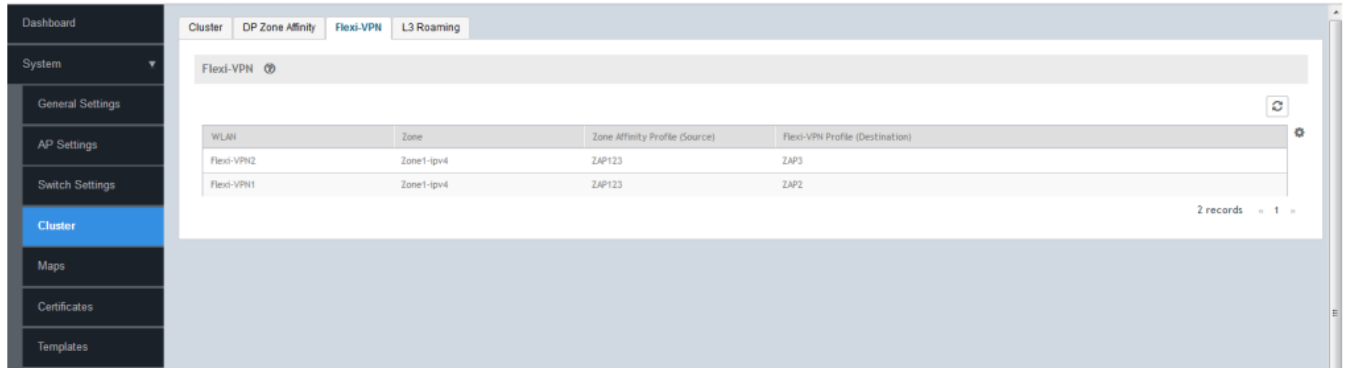 Dashboard
System
General Settings
AP Settings
Switch Settings
Cluster
Maps
Certificates
Templates
Cluster DP Zone Affinity Flexi-VPN L3 Roaming
Flexi-VPN
WLAN Zone Zone Affinity Profile (Source) Flexi-VPN Profile (Destination)
Flexi-VPN2 Zone1-ipv4 ZAP123 ZAP3
Flexi-VPN1 Zone1-ipv4 ZAP123 ZAP2
2 records « 1 »